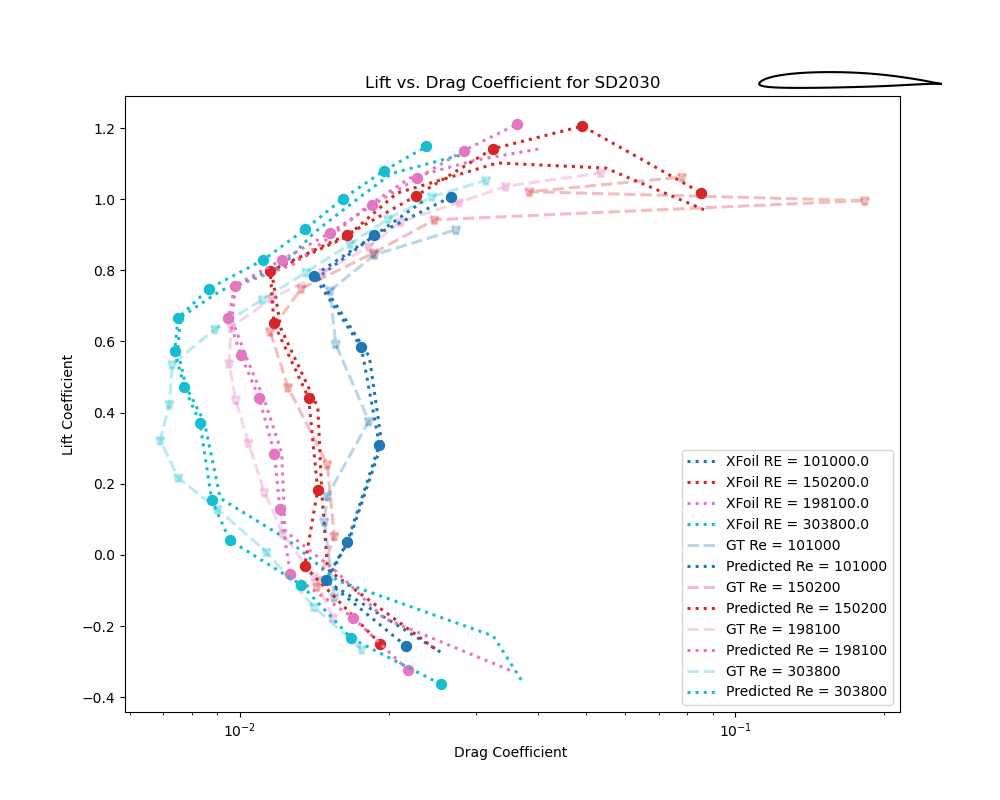 Lift vs. Drag Coefficient for SD2030
1.2
1.0
0.8
0.6
0.4
0.2
0.0
−0.2
−0.4
Lift Coefficient
10⁻²
10⁻¹
Drag Coefficient
XFoil RE = 101000.0
XFoil RE = 150200.0
XFoil RE = 198100.0
XFoil RE = 303800.0
GT Re = 101000
Predicted Re = 101000
GT Re = 150200
Predicted Re = 150200
GT Re = 198100
Predicted Re = 198100
GT Re = 303800
Predicted Re = 303800